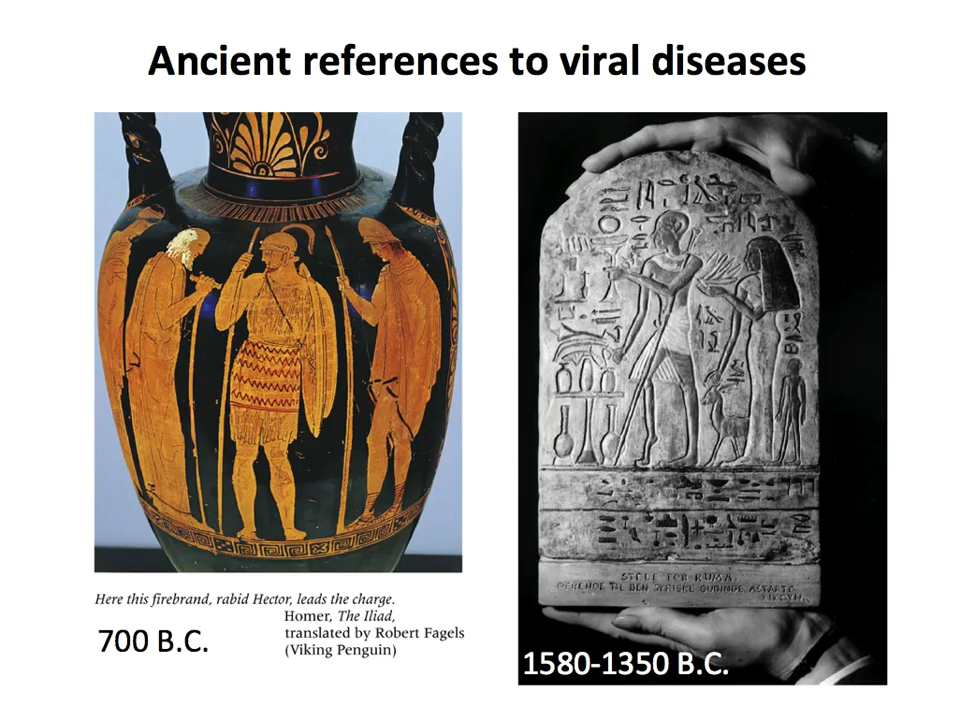 Ancient references to viral diseases
Here this firebrand, rabid Hector, leads the charge.
Homer, The Iliad,
translated by Robert Fagels
(Viking Penguin)
700 B.C.
STELE FOR RUMA.
1580-1350 B.C.